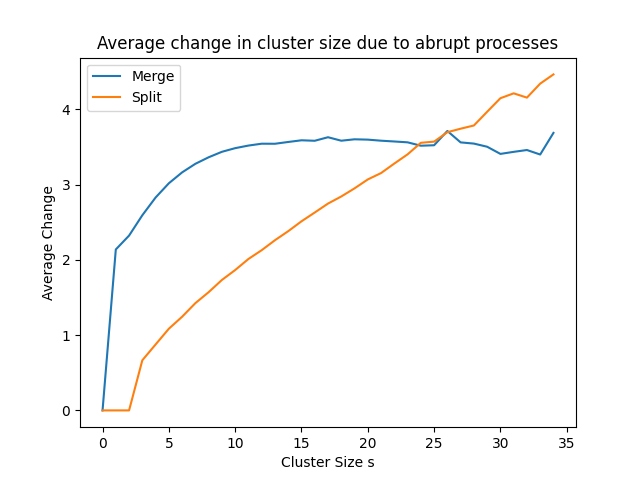 Average change in cluster size due to abrupt processes
Merge
Split
Average Change
4
3
2
1
0
0 5 10 15 20 25 30 35
Cluster Size s